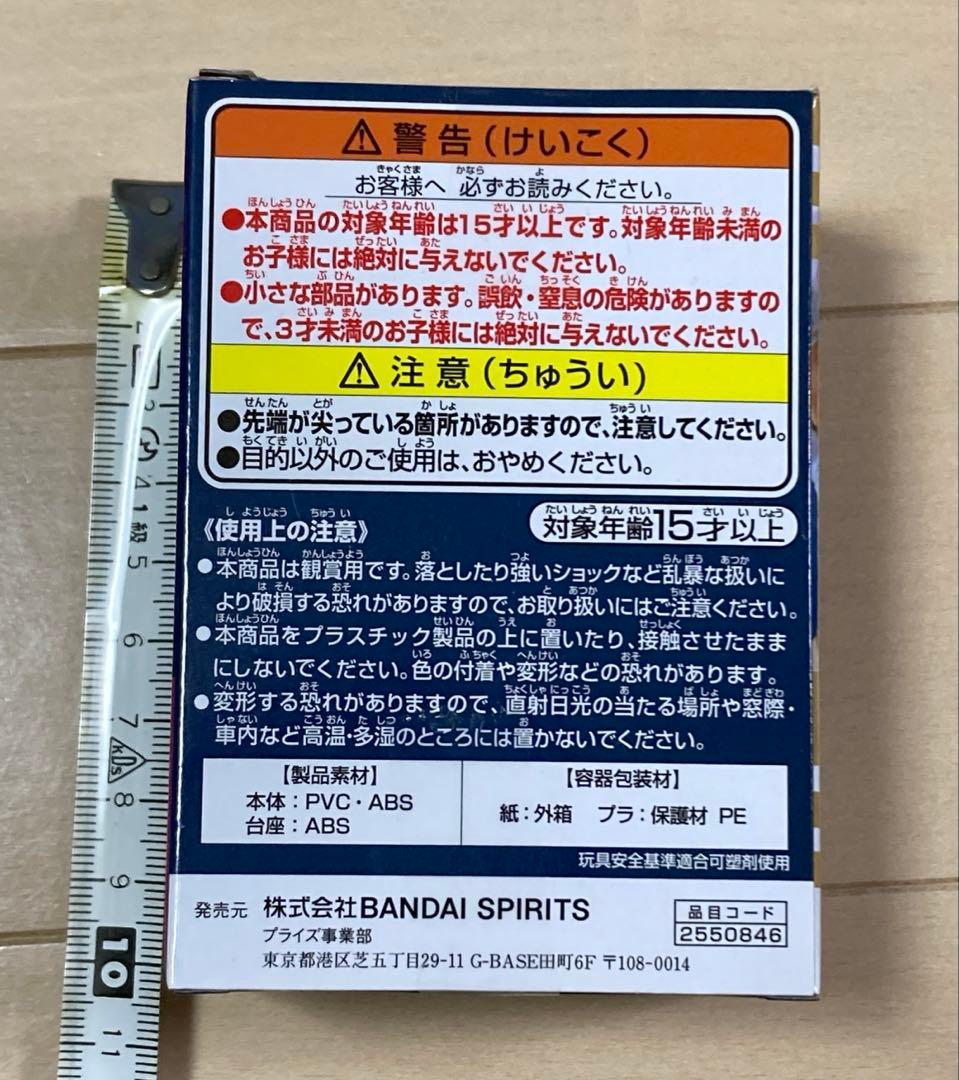 ⚠ 警告（けいこく）
お客様へ 必ずお読みください。
●本商品の対象年齢は15才以上です。対象年齢未満の
お子様には絶対に与えないでください。
●小さな部品があります。誤飲・窒息の危険がありますの
で、3才未満のお子様には絶対に与えないでください。
⚠ 注意（ちゅうい）
●先端が尖っている箇所がありますので、注意してください。
●目的以外のご使用は、おやめください。
対象年齢15才以上
《使用上の注意》
●本商品は観賞用です。落としたり強いショックなど乱暴な扱いに
より破損する恐れがありますので、お取り扱いにはご注意ください。
●本商品をプラスチック製品の上に置いたり、接触させたまま
にしないでください。色の付着や変形などの恐れがあります。
●変形する恐れがありますので、直射日光の当たる場所や窓際・
車内など高温・多湿のところには置かないでください。
【製品素材】
本体：PVC・ABS
台座：ABS
【容器包装材】
紙：外箱 プラ：保護材 PE
玩具安全基準適合可塑剤使用
発売元 株式会社BANDAI SPIRITS
プライズ事業部
東京都港区芝五丁目29-11 G-BASE田町6F 〒108-0014
品目コード
2550846
1
2
4
1級
5
6
7
KDS
8
9
10
11